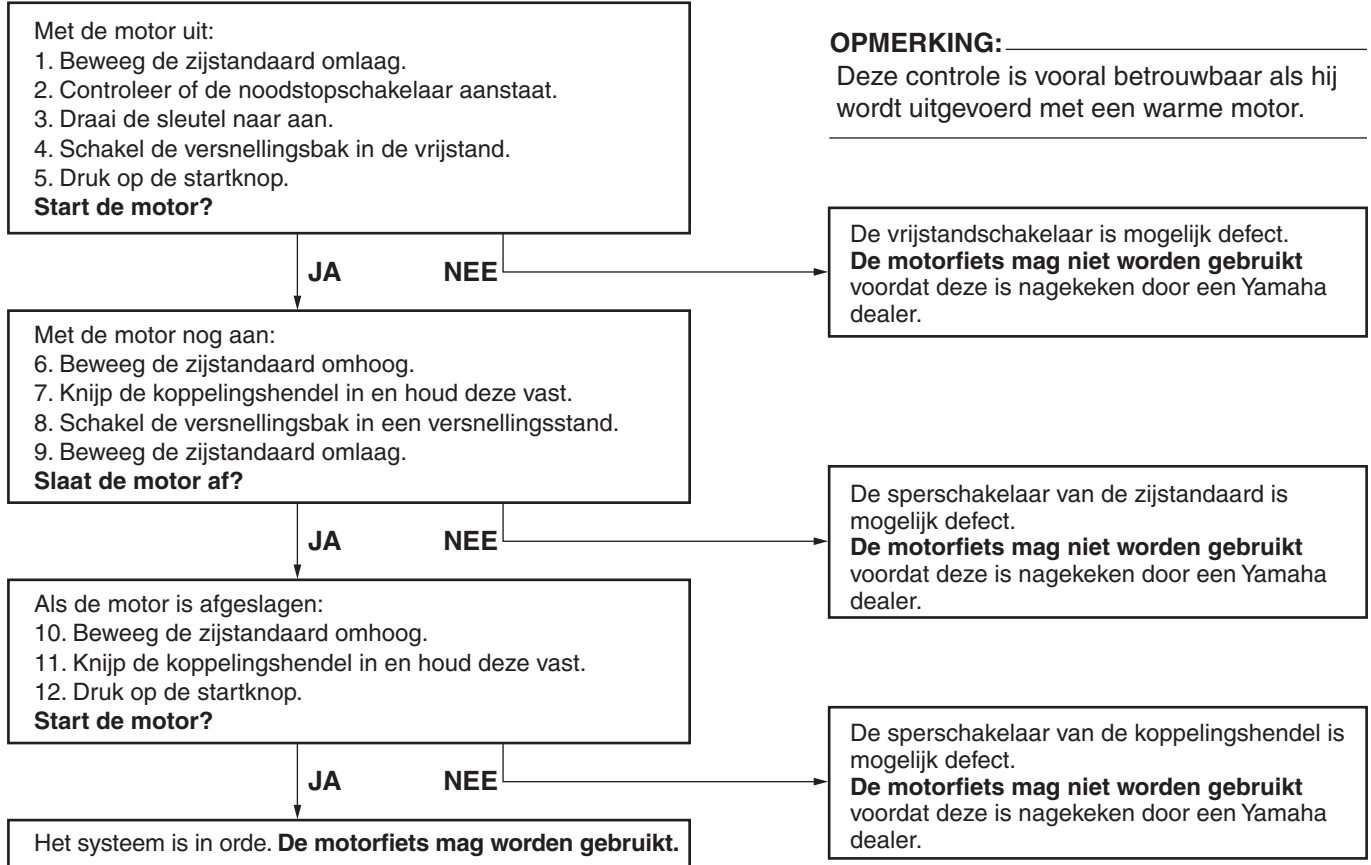 Met de motor uit:
1. Beweeg de zijstandaard omlaag.
2. Controleer of de noodstopschakelaar aanstaat.
3. Draai de sleutel naar aan.
4. Schakel de versnellingsbak in de vrijstand.
5. Druk op de startknop.
Start de motor?
OPMERKING:
Deze controle is vooral betrouwbaar als hij
wordt uitgevoerd met een warme motor.
JA NEE
De vrijstandschakelaar is mogelijk defect.
De motorfiets mag niet worden gebruikt
voordat deze is nagekeken door een Yamaha
dealer.
Met de motor nog aan:
6. Beweeg de zijstandaard omhoog.
7. Knijp de koppelingshendel in en houd deze vast.
8. Schakel de versnellingsbak in een versnellingsstand.
9. Beweeg de zijstandaard omlaag.
Slaat de motor af?
JA NEE
De sperschakelaar van de zijstandaard is
mogelijk defect.
De motorfiets mag niet worden gebruikt
voordat deze is nagekeken door een Yamaha
dealer.
Als de motor is afgeslagen:
10. Beweeg de zijstandaard omhoog.
11. Knijp de koppelingshendel in en houd deze vast.
12. Druk op de startknop.
Start de motor?
JA NEE
De sperschakelaar van de koppelingshendel is
mogelijk defect.
De motorfiets mag niet worden gebruikt
voordat deze is nagekeken door een Yamaha
dealer.
Het systeem is in orde. De motorfiets mag worden gebruikt.